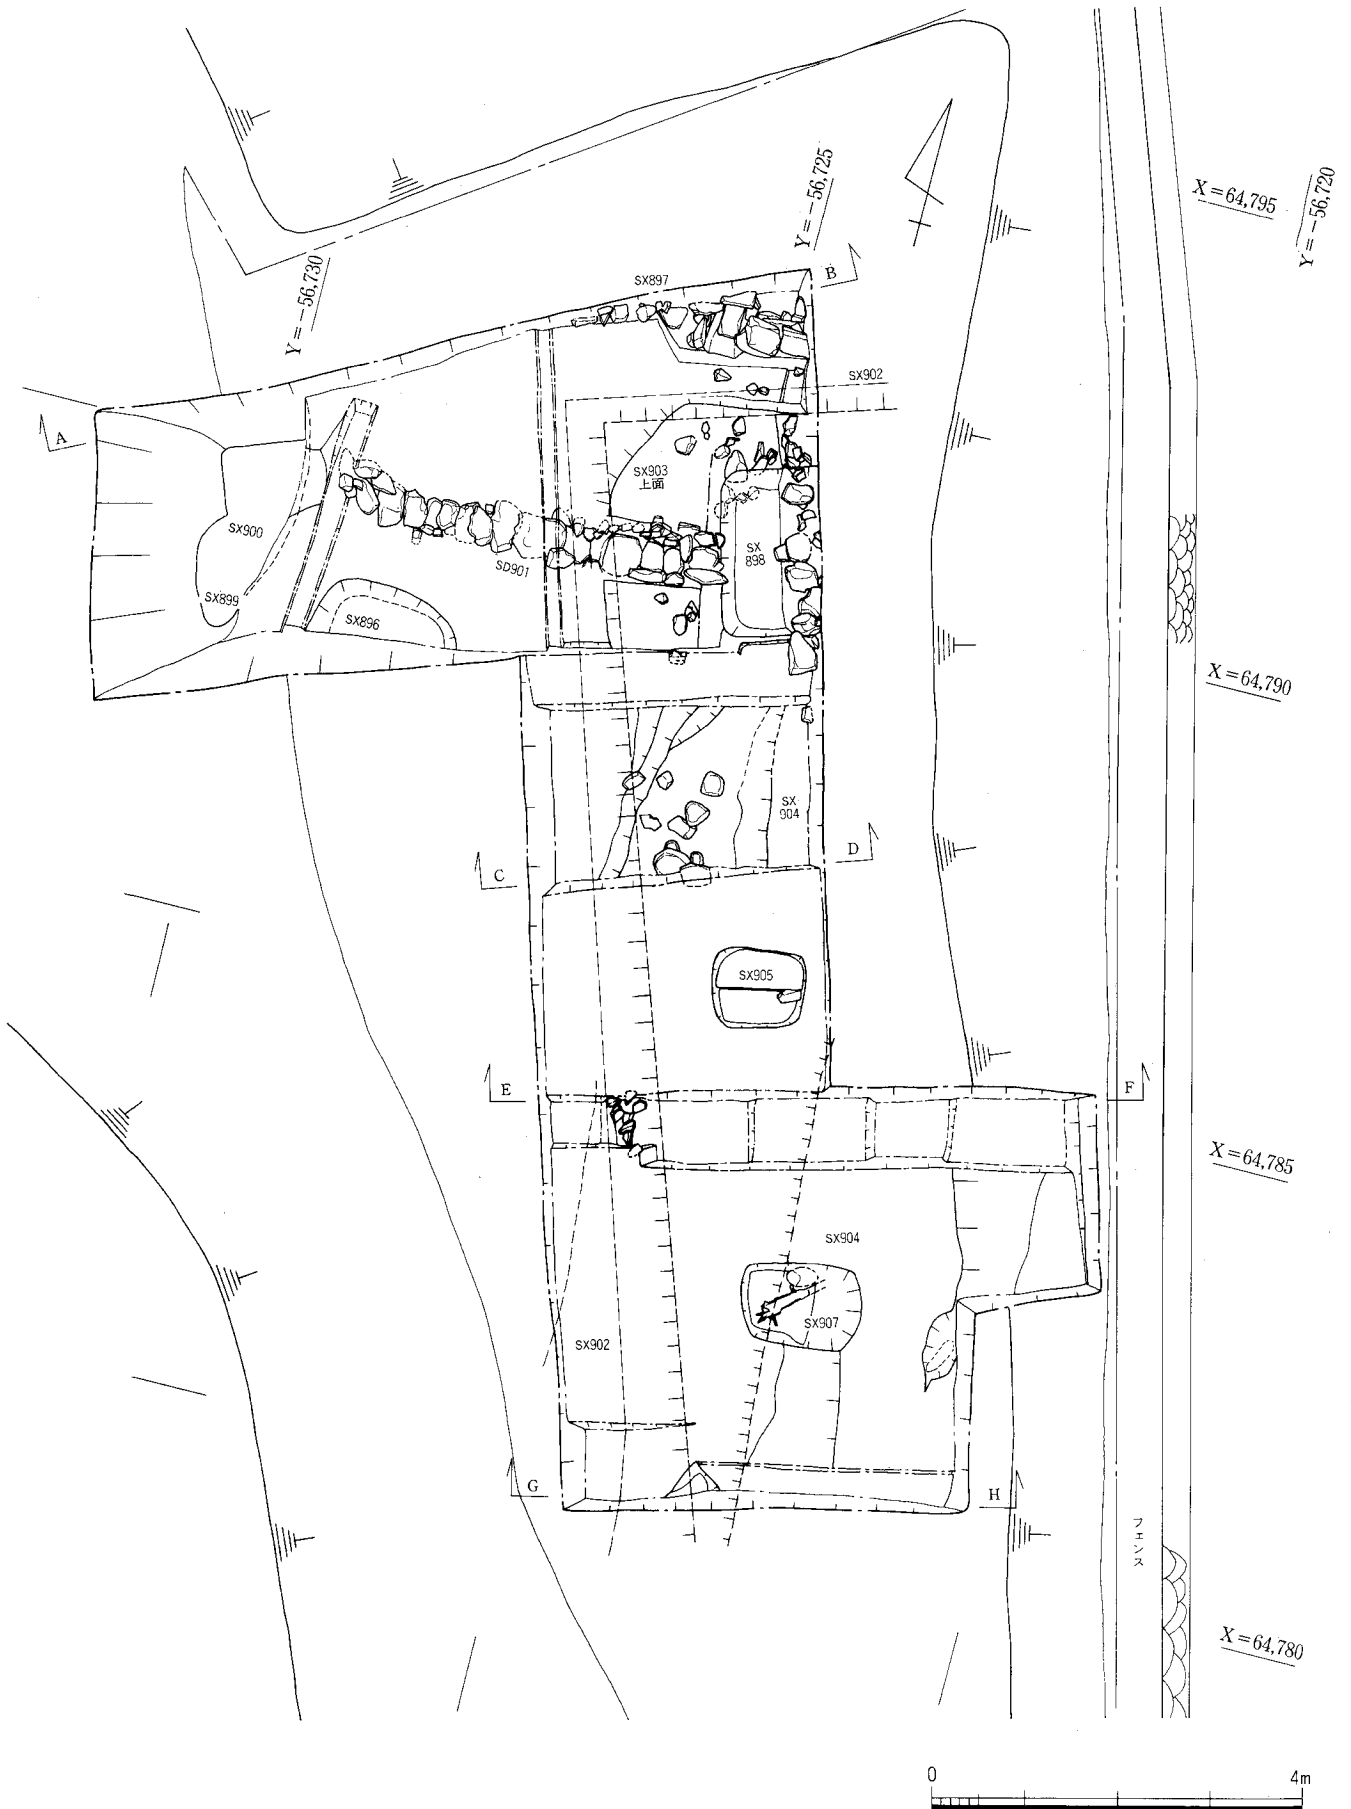 X=64,795
Y=−56,720
Y=−56,725
Y=−56,730
SX897
B
SX902
A
SX903
上面
SX900
SX
898
SD901
SX899
SX896
X=64,790
SX
904
D
C
SX905
E
F
X=64,785
SX904
SX907
SX902
G
H
フェンス
X=64,780
0
4m